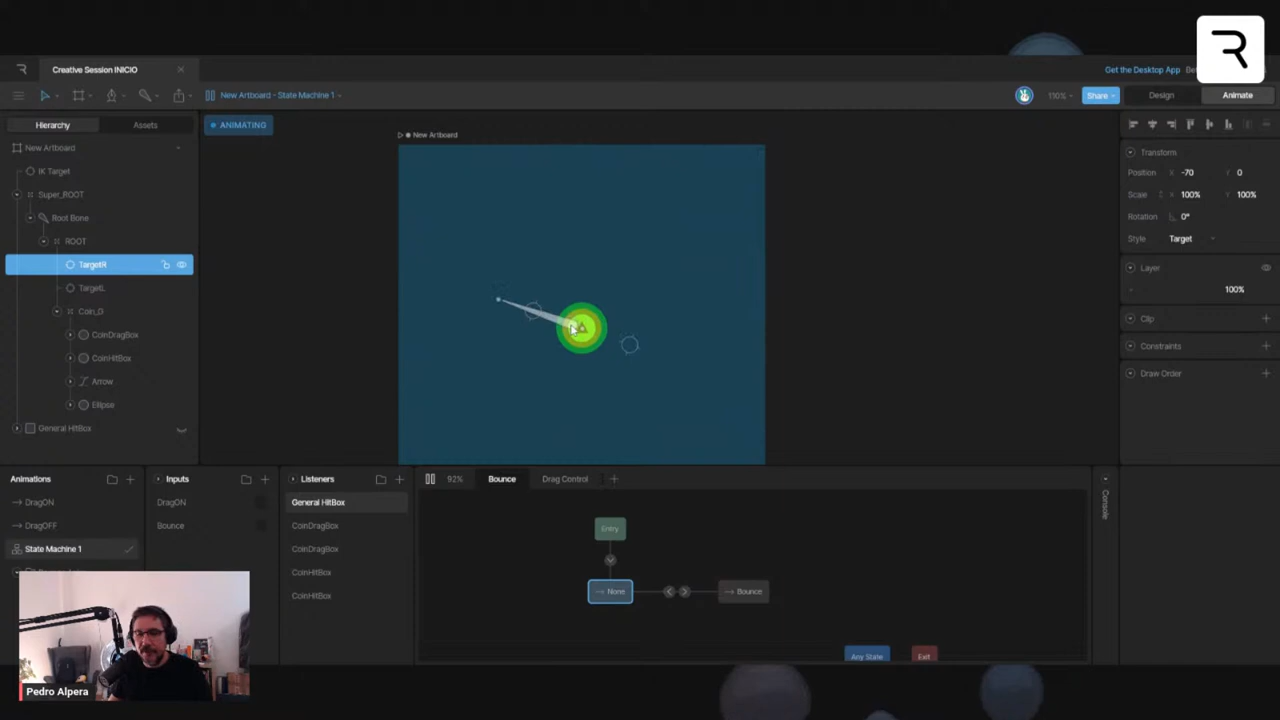 Creative Session INICIO
Get the Desktop App
New Artboard - State Machine 1
110%
Share
Design
Animate
Hierarchy
Assets
ANIMATING
New Artboard
New Artboard
IK Target
Super_ROOT
Root Bone
ROOT
TargetR
TargetL
Coin_D
CoinDragBox
CoinHitBox
Arrow
Ellipse
General HitBox
Transform
Position X -70 Y 0
Scale X 100% Y 100%
Rotation 0°
Style Target
Layer
100%
Clip
Constraints
Draw Order
Animations
DragON
DragOFF
State Machine 1
Inputs
DragON
Bounce
Listeners
General HitBox
CoinDragBox
CoinDragBox
CoinHitBox
CoinHitBox
92%
Bounce
Drag Control
Entry
None
Bounce
Any State
Exit
Console
Pedro Alpera